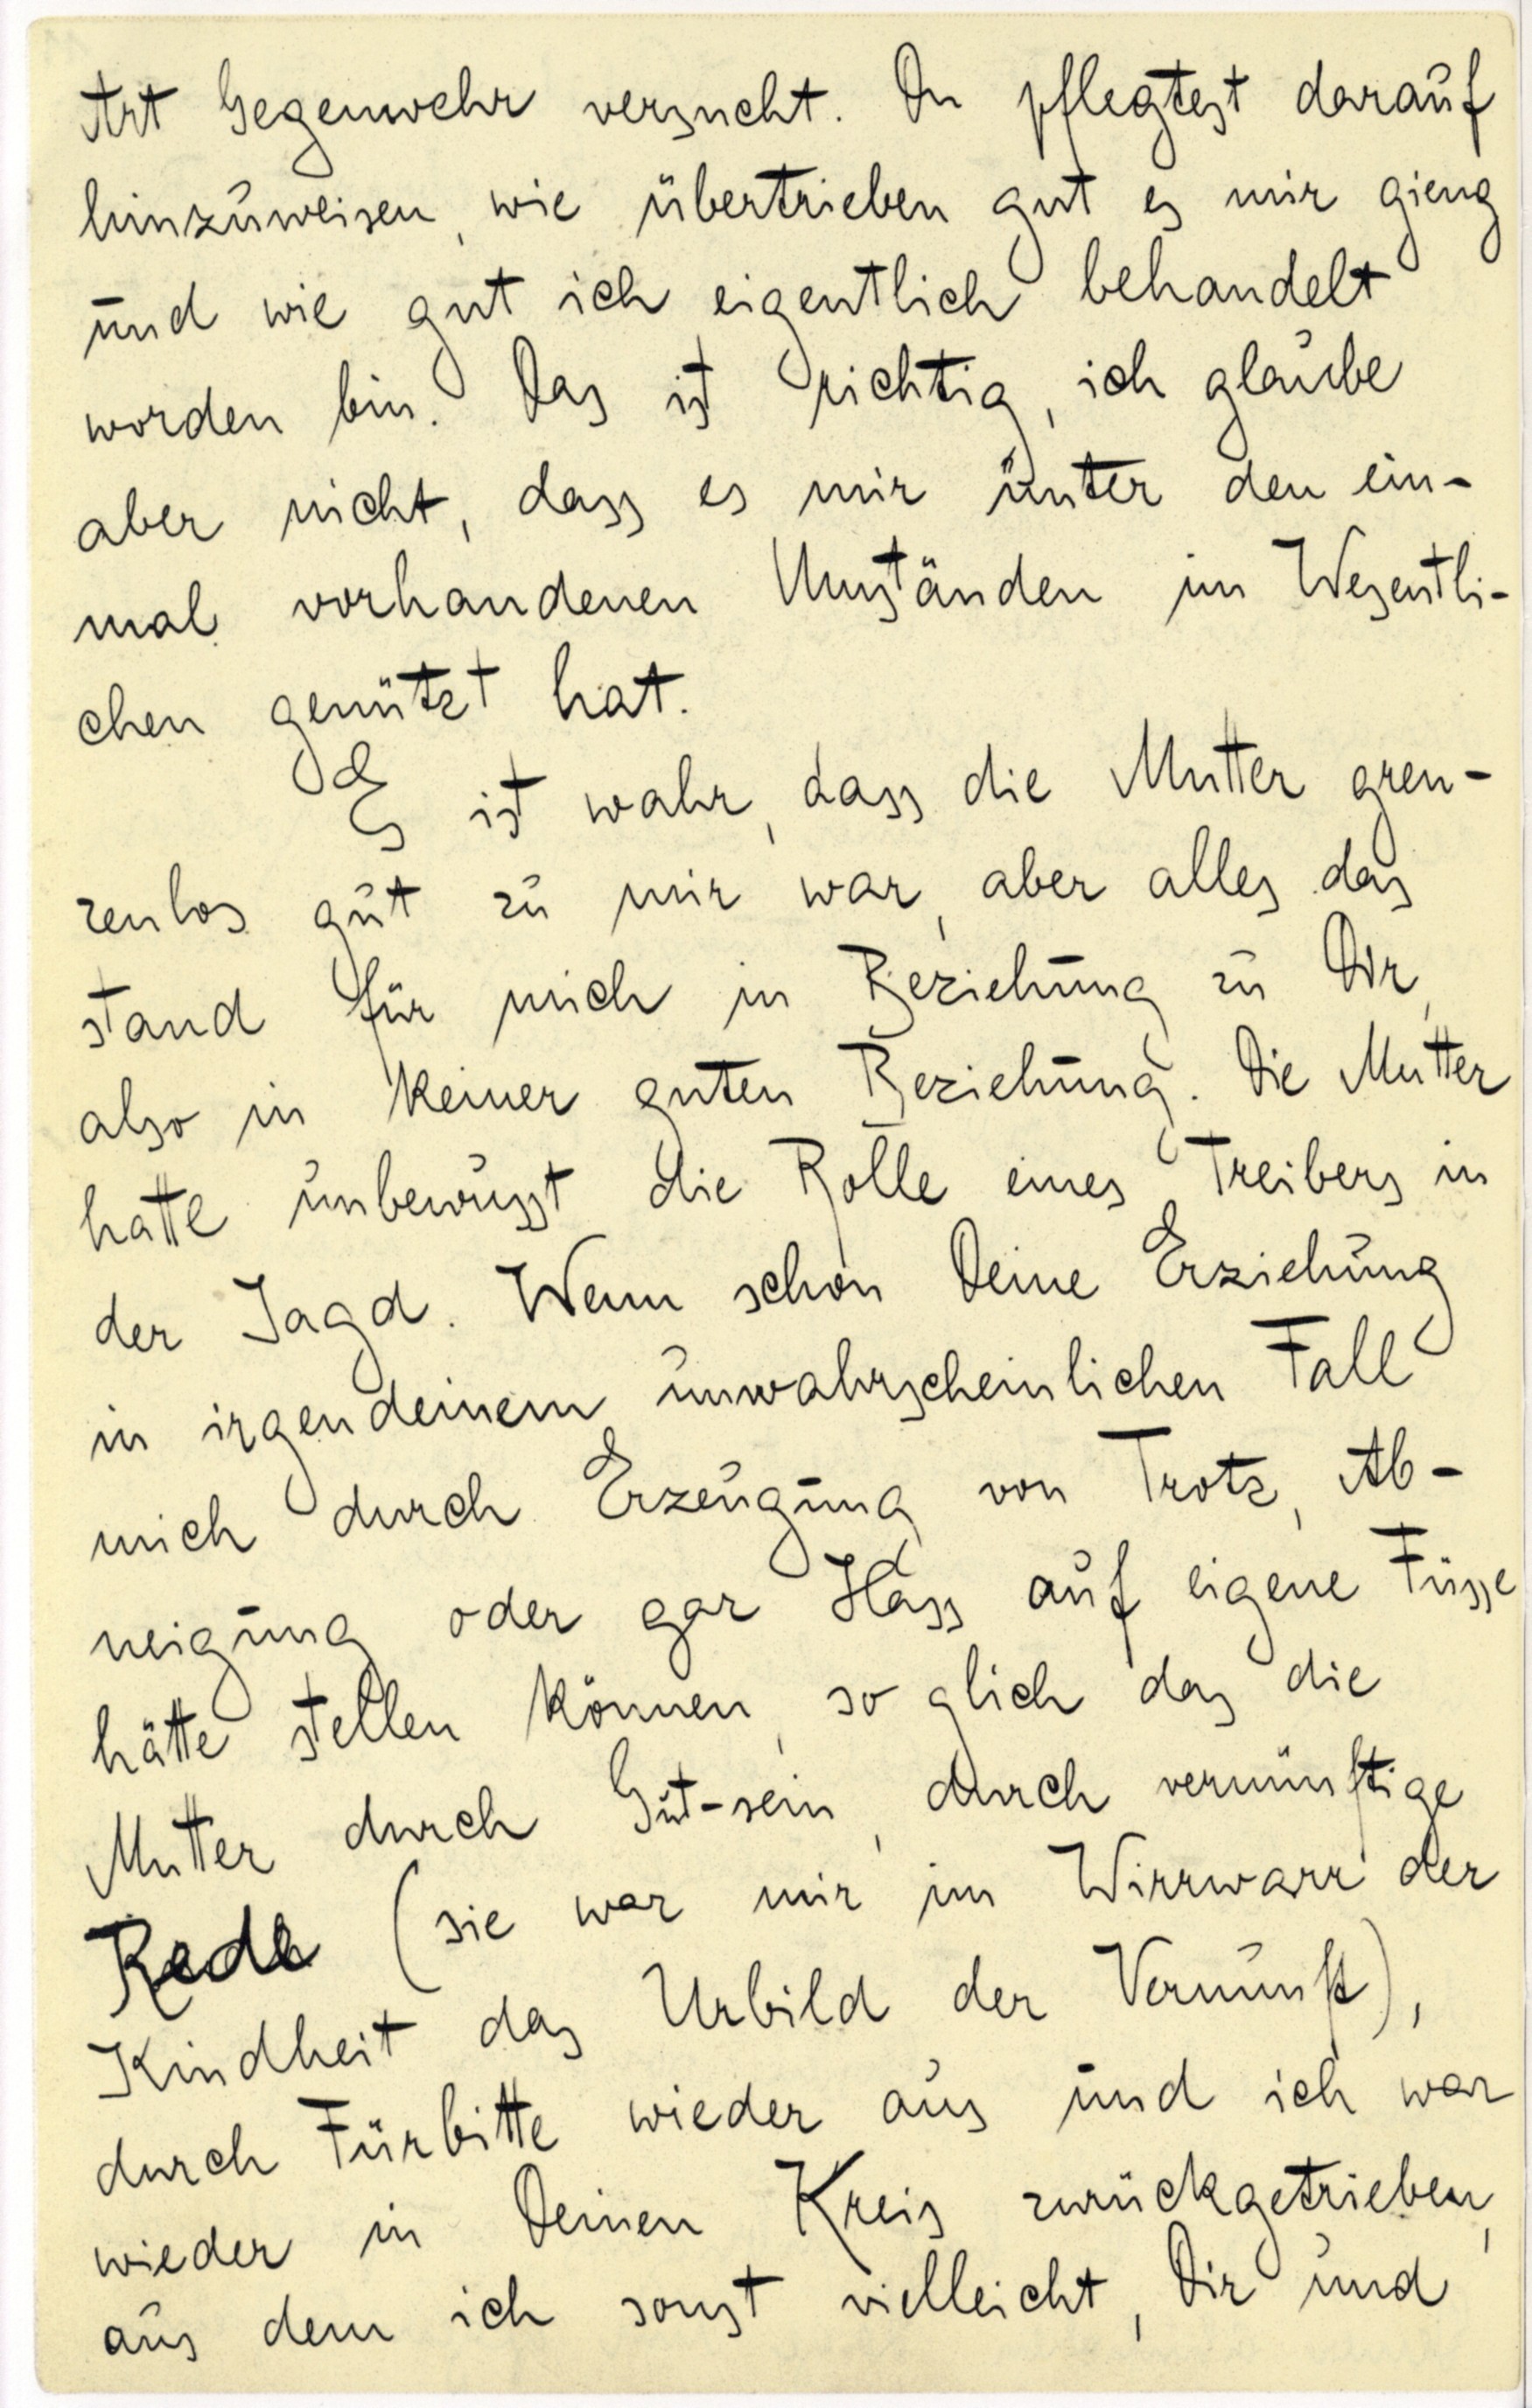 Art Gegenwehr versucht. Du pflegtest darauf
hinzuweisen, wie übertrieben gut es mir gieng
und wie gut ich eigentlich behandelt
worden bin. Das ist richtig, ich glaube
aber nicht, dass es mir unter den ein-
mal vorhandenen Umständen im Wesentli-
chen genützt hat.
Es ist wahr, dass die Mutter gren-
zenlos gut zu mir war, aber alles das
stand für mich in Beziehung zu Dir,
also in keiner guten Beziehung. Die Mutter
hatte unbewusst die Rolle eines Treibers in
der Jagd. Wenn schon Deine Erziehung
in irgendeinem unwahrscheinlichen Fall
mich durch Erzeugung von Trotz, Ab-
neigung oder gar Hass auf eigene Füsse
hätte stellen können, so glich das die
Mutter durch Gut-sein, durch vernünftige
Rede (sie war mir im Wirrwarr der
Kindheit das Urbild der Vernunft),
durch Fürbitte wieder aus und ich war
wieder in Deinen Kreis zurückgetrieben,
aus dem ich sonst vielleicht, Dir und